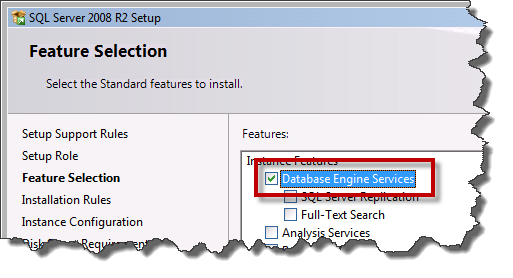 SQL Server 2008 R2 Setup
Feature Selection
Select the Standard features to install.
Setup Support Rules
Setup Role
Feature Selection
Installation Rules
Instance Configuration
Disk
Features:
Instance Features
Database Engine Services
SQL Server Replication
Full-Text Search
Analysis Services